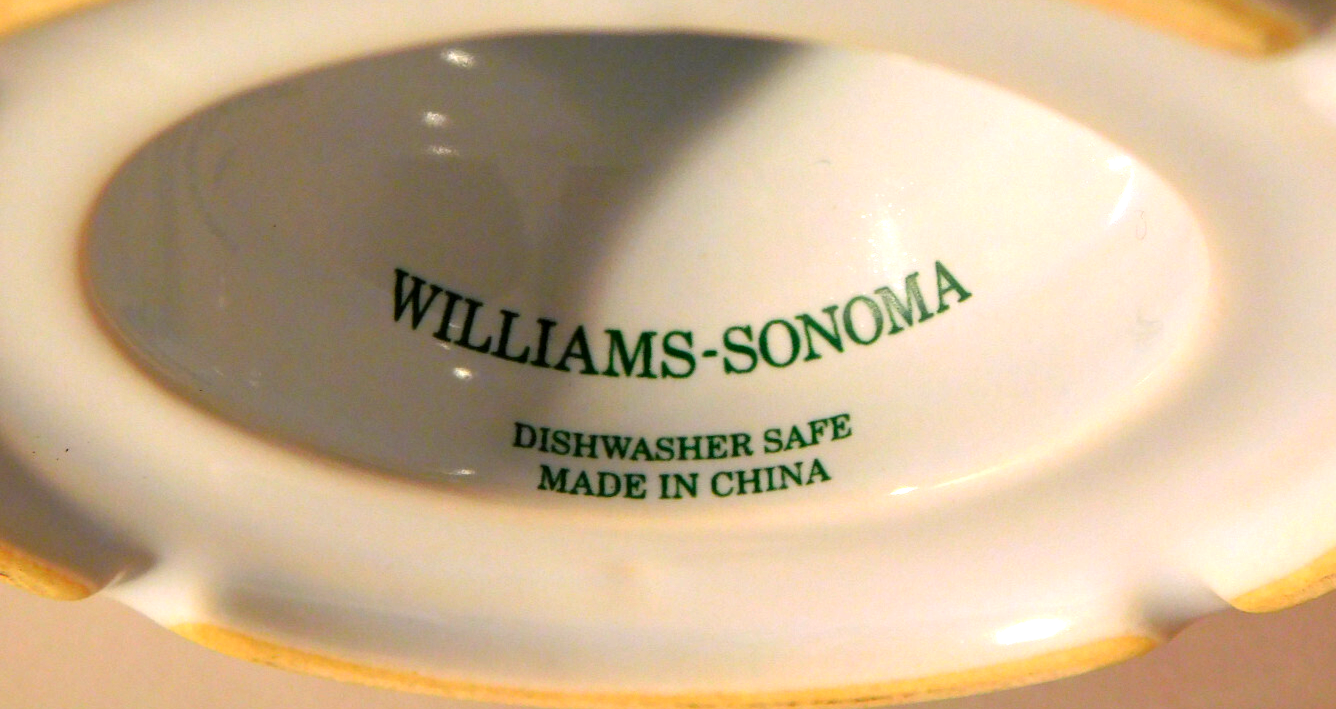 WILLIAMS-SONOMA
DISHWASHER SAFE
MADE IN CHINA